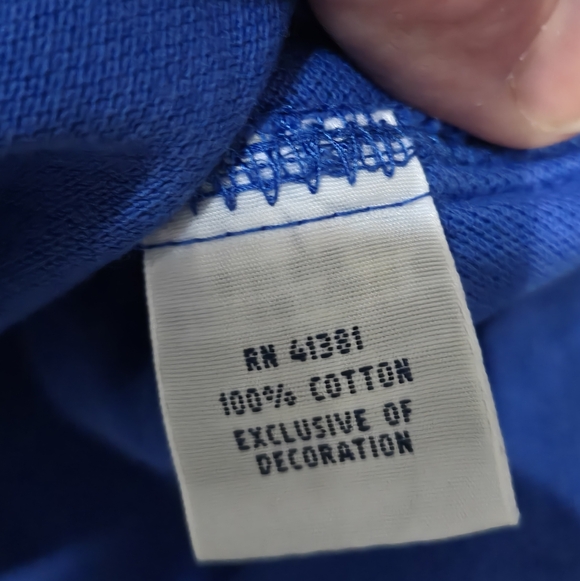 RN 41381
100% COTTON
EXCLUSIVE OF
DECORATION